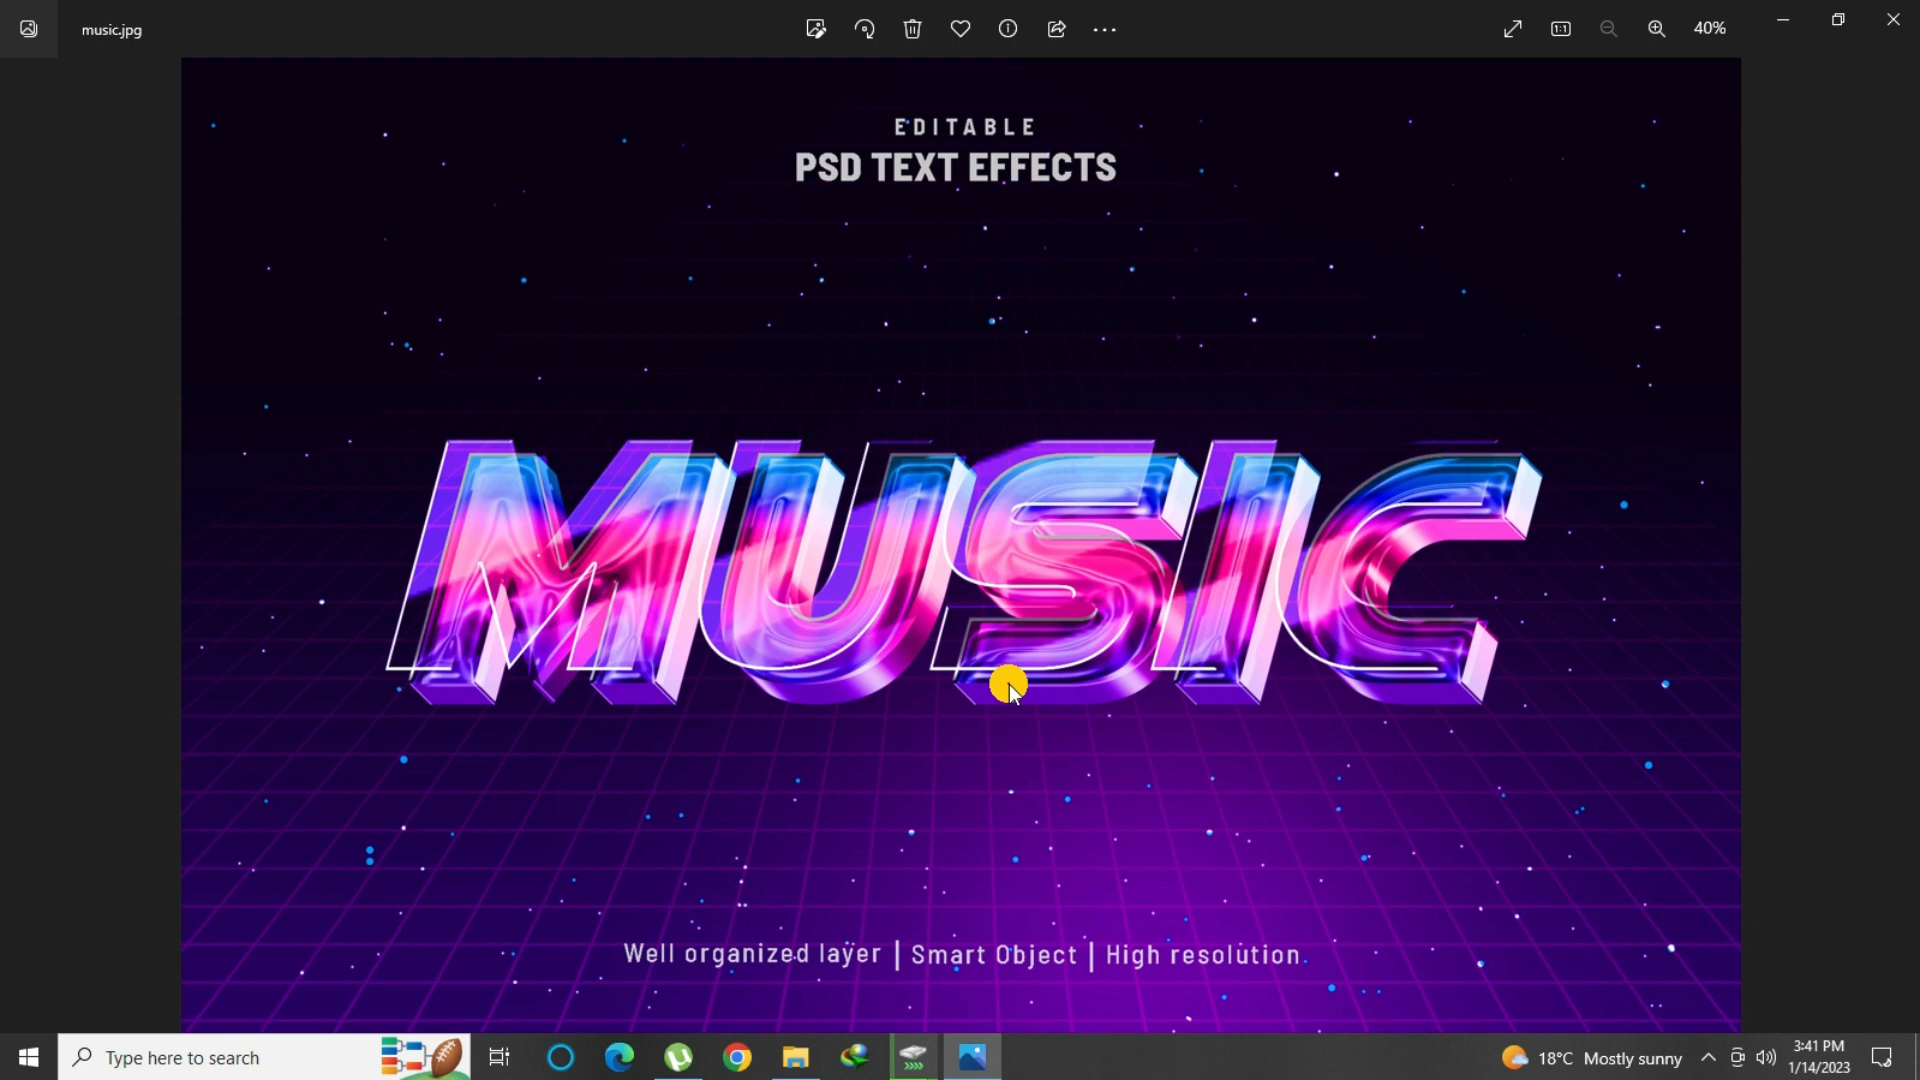 music.jpg
40%
EDITABLE
PSD TEXT EFFECTS
MUSIC
Well organized layer | Smart Object | High resolution
Type here to search
18°C Mostly sunny
3:41 PM
1/14/2023